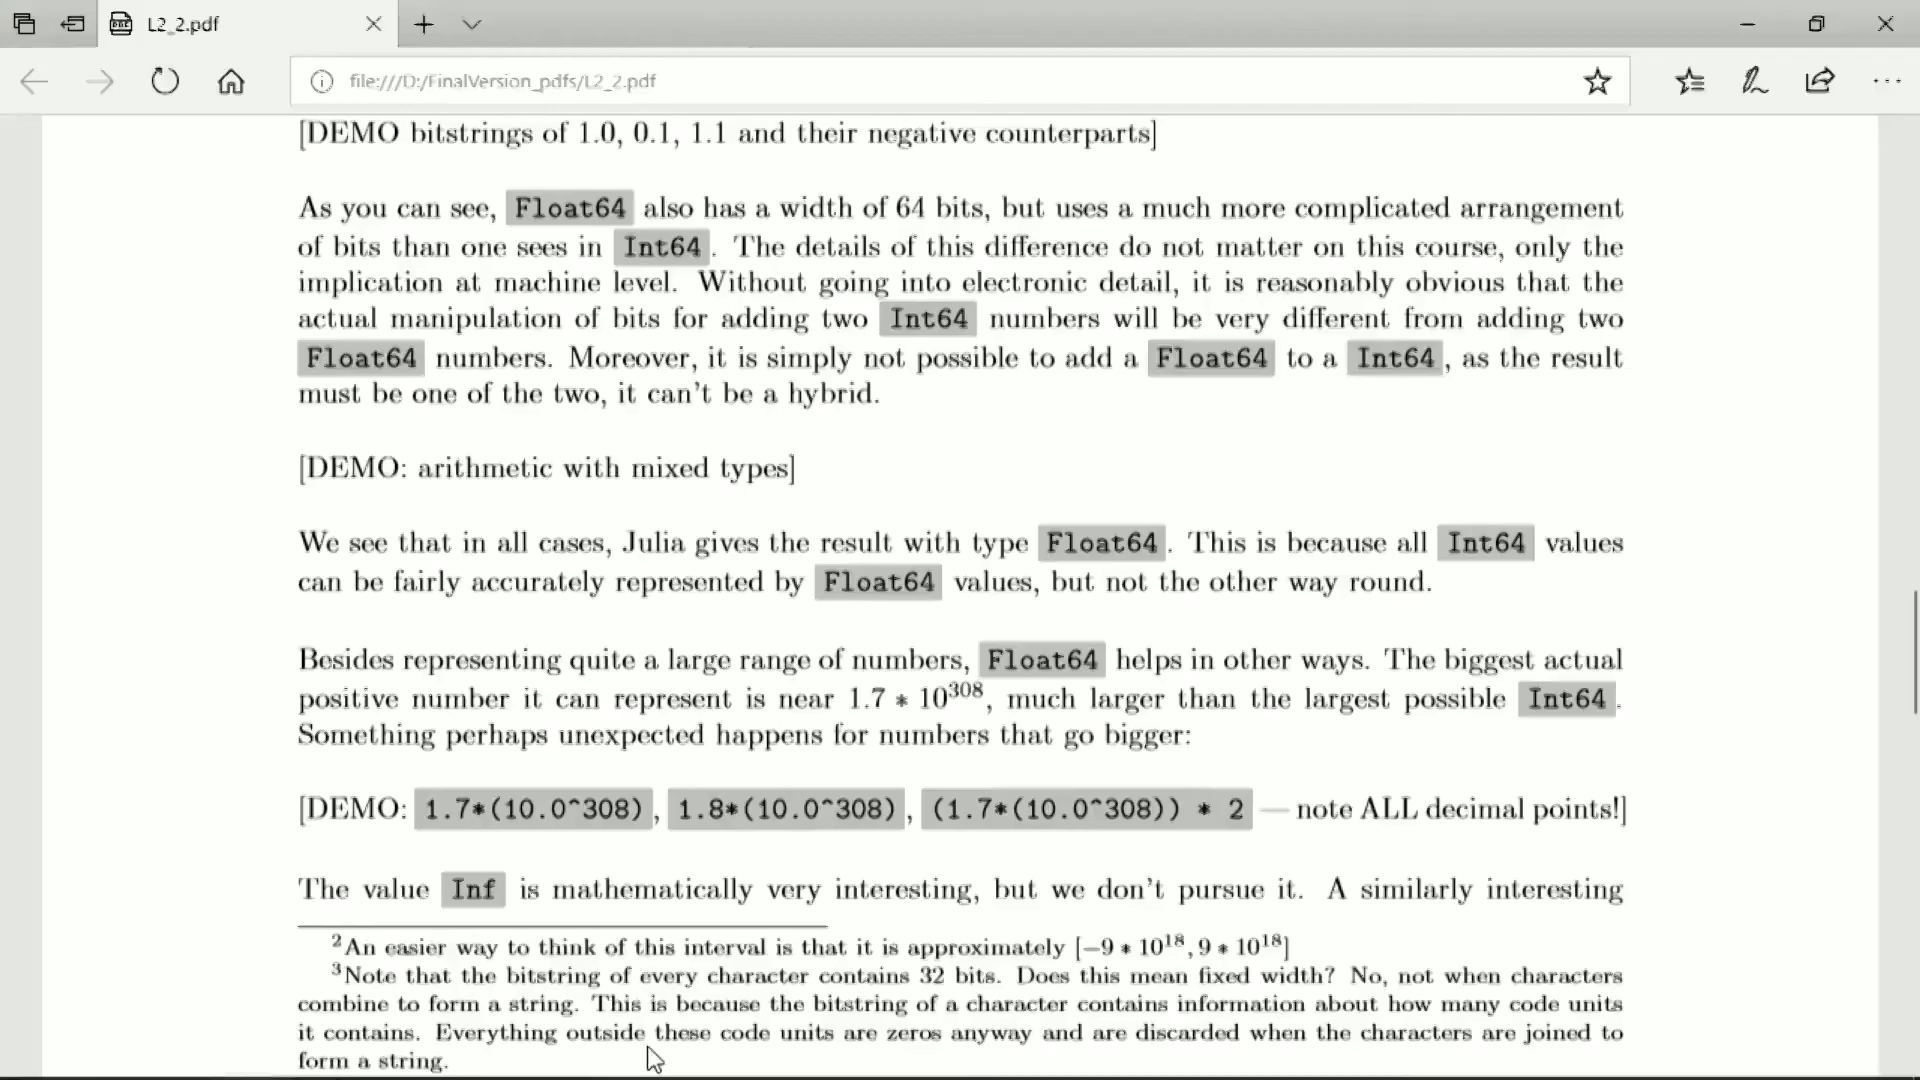 L2_2.pdf
file:///D:/FinalVersion_pdfs/L2_2.pdf
[DEMO bitstrings of 1.0, 0.1, 1.1 and their negative counterparts]
As you can see, Float64 also has a width of 64 bits, but uses a much more complicated arrangement
of bits than one sees in Int64 . The details of this difference do not matter on this course, only the
implication at machine level. Without going into electronic detail, it is reasonably obvious that the
actual manipulation of bits for adding two Int64 numbers will be very different from adding two
Float64 numbers. Moreover, it is simply not possible to add a Float64 to a Int64 , as the result
must be one of the two, it can't be a hybrid.
[DEMO: arithmetic with mixed types]
We see that in all cases, Julia gives the result with type Float64 . This is because all Int64 values
can be fairly accurately represented by Float64 values, but not the other way round.
Besides representing quite a large range of numbers, Float64 helps in other ways. The biggest actual
positive number it can represent is near 1.7 * 10^308, much larger than the largest possible Int64 .
Something perhaps unexpected happens for numbers that go bigger:
[DEMO: 1.7*(10.0^308) , 1.8*(10.0^308) , (1.7*(10.0^308)) * 2 — note ALL decimal points!]
The value Inf is mathematically very interesting, but we don't pursue it. A similarly interesting
²An easier way to think of this interval is that it is approximately [−9 * 10^18, 9 * 10^18]
³Note that the bitstring of every character contains 32 bits. Does this mean fixed width? No, not when characters
combine to form a string. This is because the bitstring of a character contains information about how many code units
it contains. Everything outside these code units are zeros anyway and are discarded when the characters are joined to
form a string.